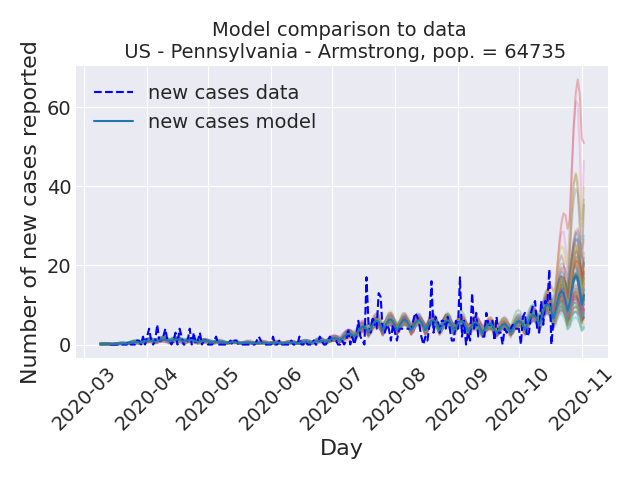 Model comparison to data
US - Pennsylvania - Armstrong, pop. = 64735
Number of new cases reported
60
40
20
0
new cases data
new cases model
2020-03
2020-04
2020-05
2020-06
2020-07
2020-08
2020-09
2020-10
2020-11
Day